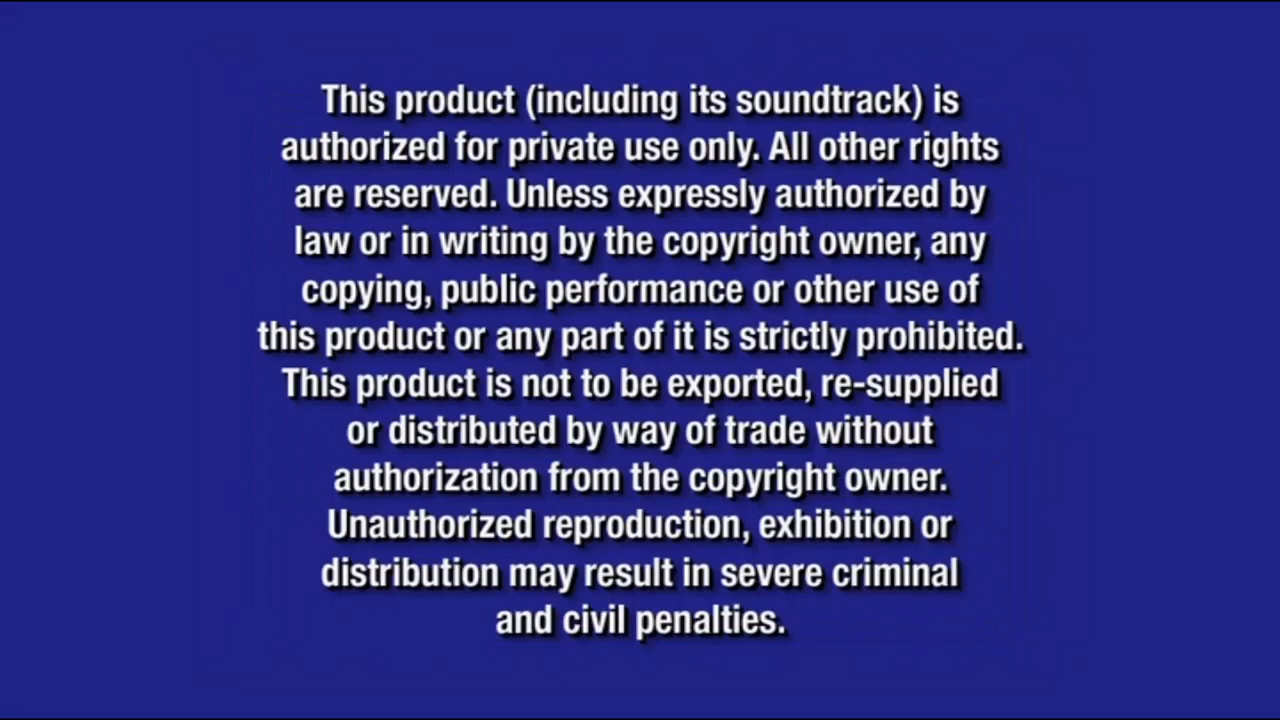 This product (including its soundtrack) is
authorized for private use only. All other rights
are reserved. Unless expressly authorized by
law or in writing by the copyright owner, any
copying, public performance or other use of
this product or any part of it is strictly prohibited.
This product is not to be exported, re-supplied
or distributed by way of trade without
authorization from the copyright owner.
Unauthorized reproduction, exhibition or
distribution may result in severe criminal
and civil penalties.